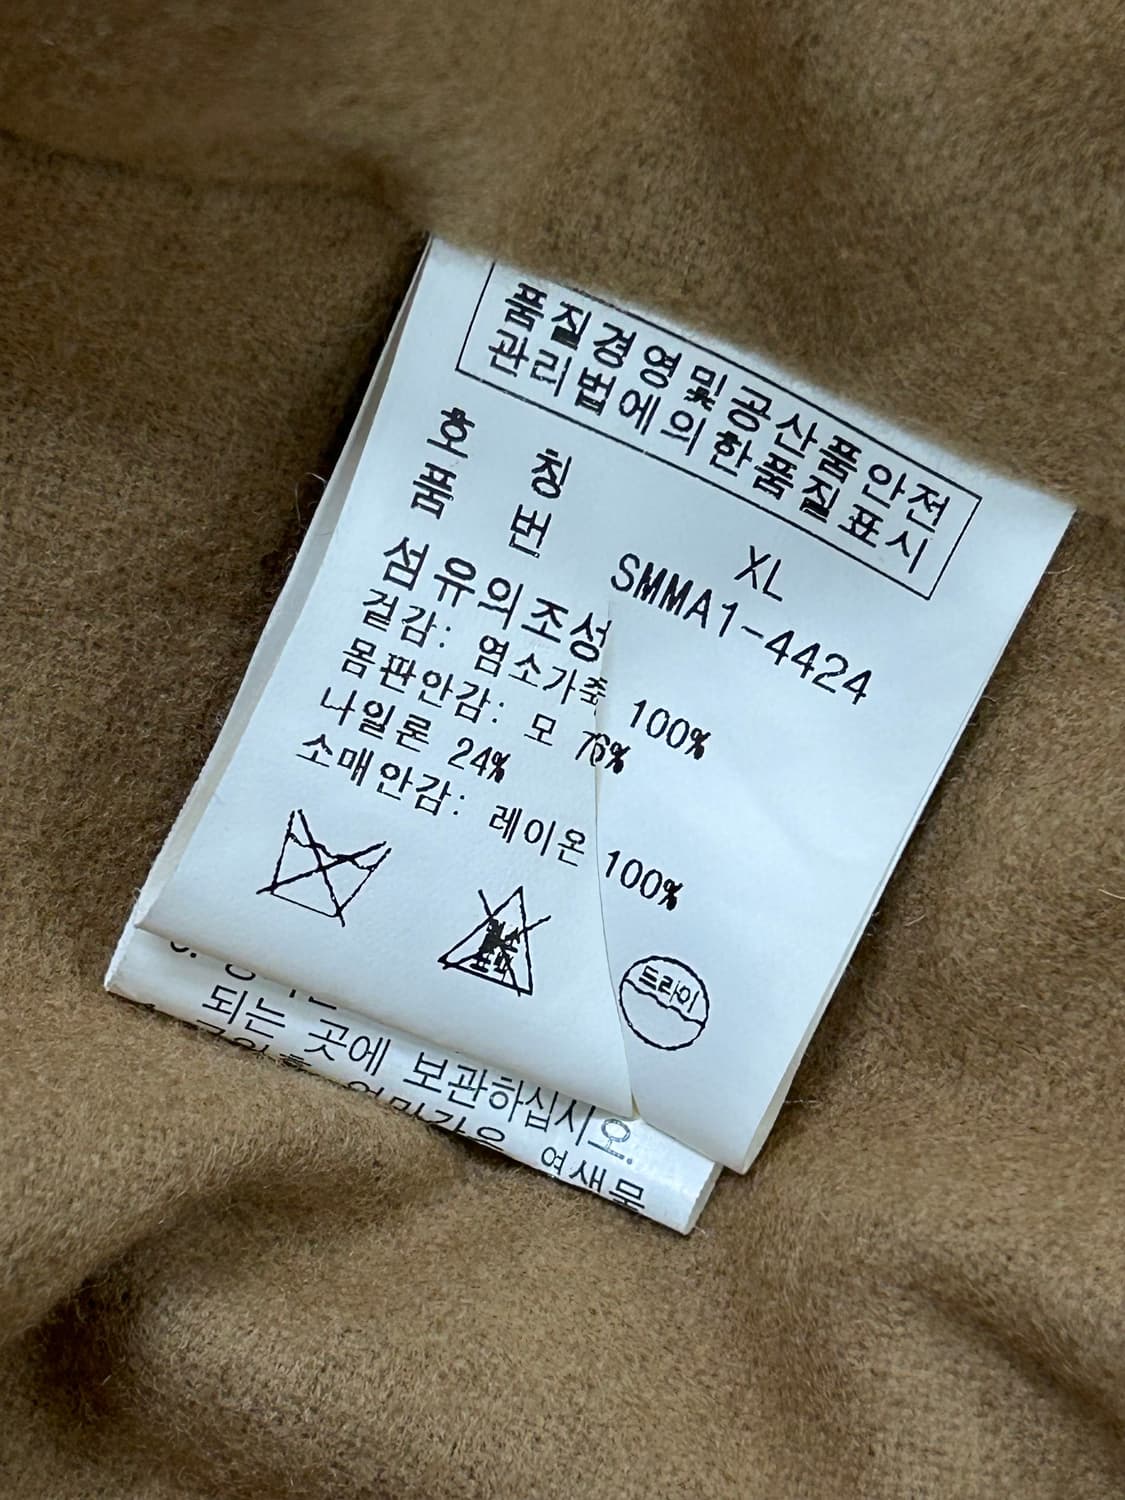 품질경영및공산품안전
관리법에의한품질표시
호 칭 XL
품 번 SMMA1-4424
섬유의조성
겉감: 염소가죽 100%
몸판안감: 모 76%
나일론 24%
소매안감: 레이온 100%
드라이
되는 곳에 보관하십시오.